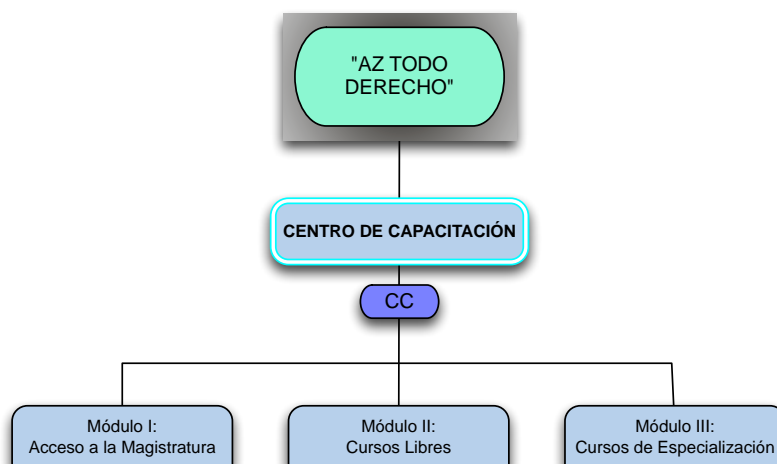 "AZ TODO
DERECHO"
CENTRO DE CAPACITACIÓN
CC
Módulo I:
Acceso a la Magistratura
Módulo II:
Cursos Libres
Módulo III:
Cursos de Especialización